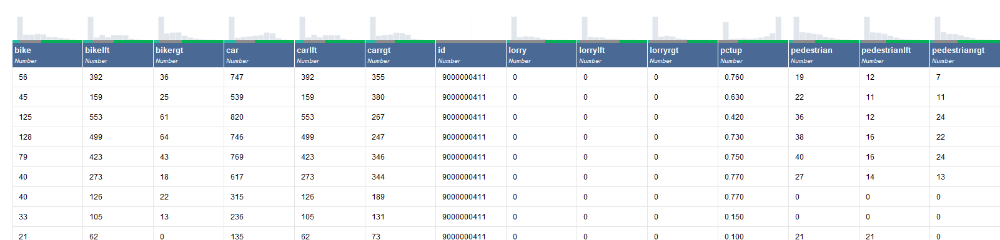 bike bikelft bikergt car carlft carrgt id lorry lorrylft lorryrgt pctup pedestrian pedestrianlft pedestrianrgt
Number Number Number Number Number Number Number Number Number Number Number Number Number Number
56 392 36 747 392 355 9000000411 0 0 0 0.760 19 12 7
45 159 25 539 159 380 9000000411 0 0 0 0.630 22 11 11
125 553 61 820 553 267 9000000411 0 0 0 0.420 36 12 24
128 499 64 746 499 247 9000000411 0 0 0 0.730 38 16 22
79 423 43 769 423 346 9000000411 0 0 0 0.750 40 16 24
40 273 18 617 273 344 9000000411 0 0 0 0.770 27 14 13
40 126 22 315 126 189 9000000411 0 0 0 0.770 0 0 0
33 105 13 236 105 131 9000000411 0 0 0 0.150 0 0 0
21 62 0 135 62 73 9000000411 0 0 0 0.100 21 21 0